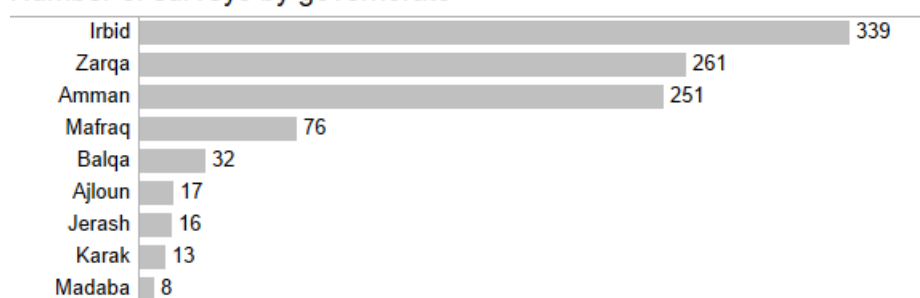 Irbid 339
Zarqa 261
Amman 251
Mafraq 76
Balqa 32
Ajloun 17
Jerash 16
Karak 13
Madaba 8